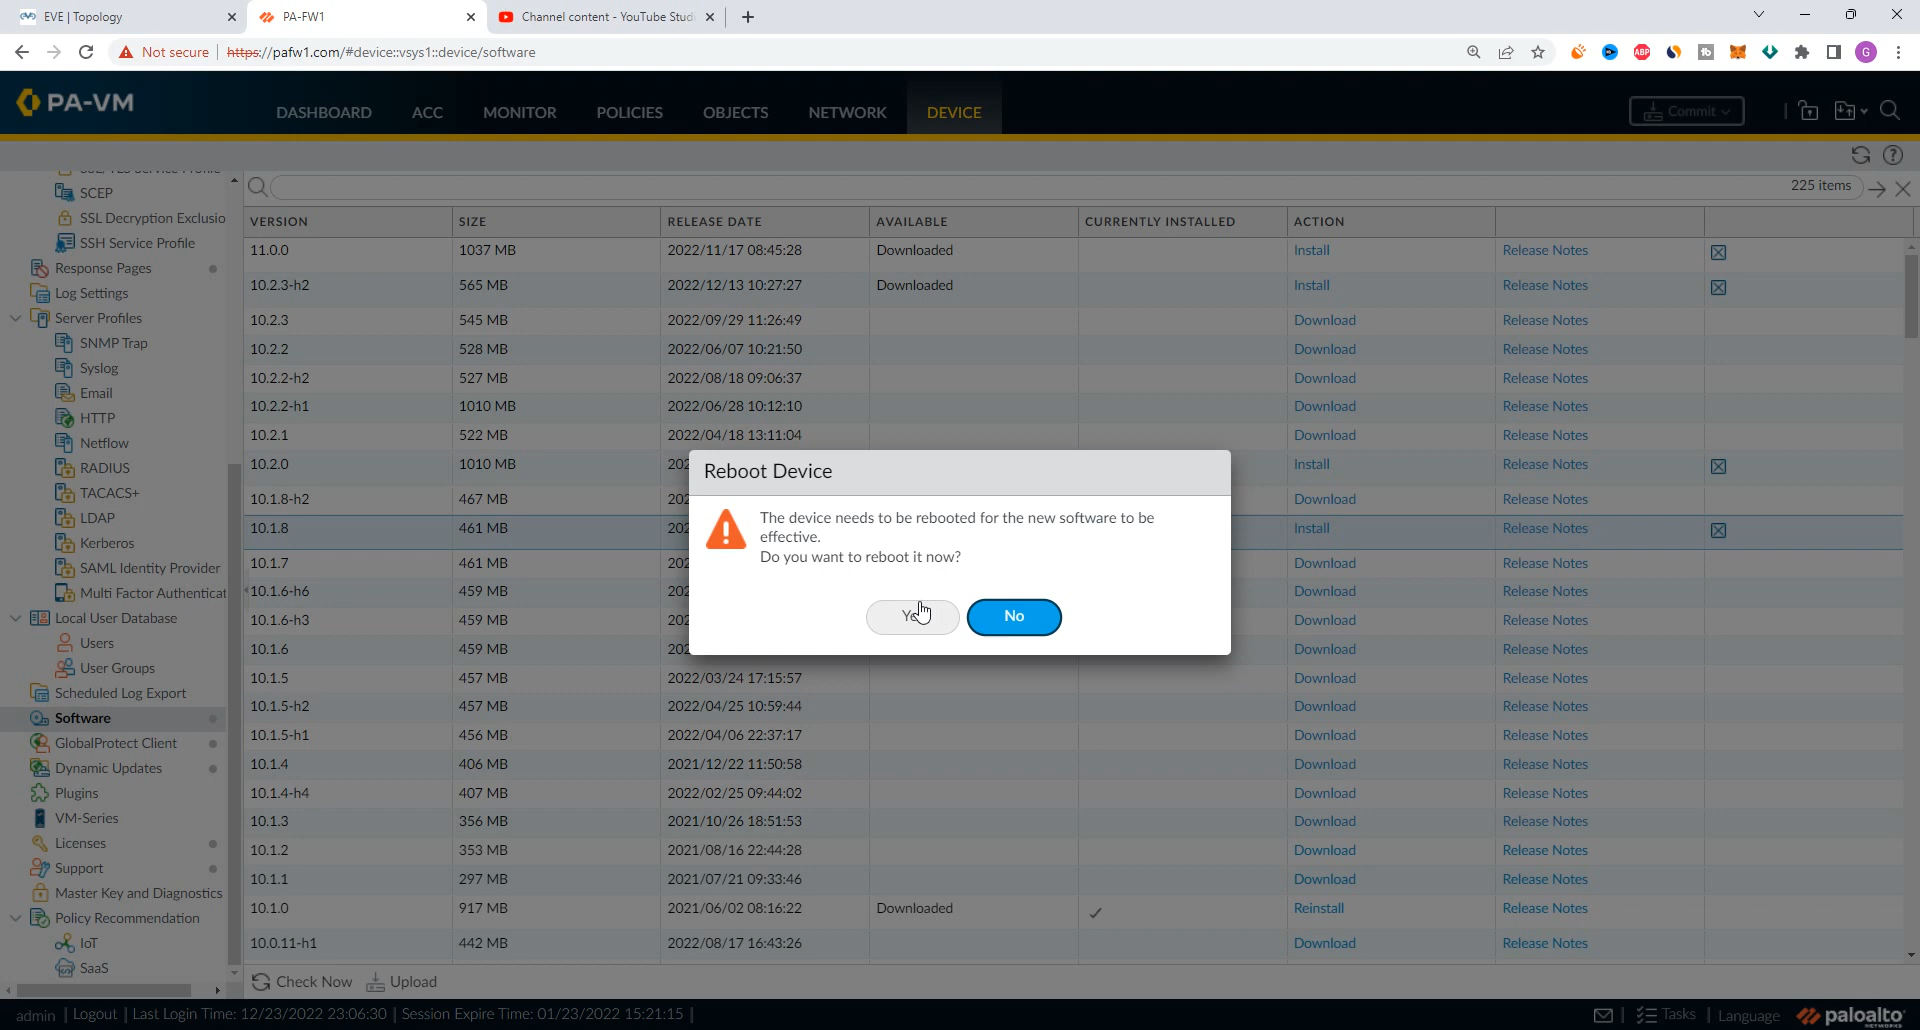 EVE | Topology
PA-FW1
Channel content - YouTube Studi
Not secure
https://pafw1.com/#device::vsys1::device/software
ABP
tb
G
PA-VM
DASHBOARD
ACC
MONITOR
POLICIES
OBJECTS
NETWORK
DEVICE
Commit
SCEP
SSL Decryption Exclusio
SSH Service Profile
Response Pages
Log Settings
Server Profiles
SNMP Trap
Syslog
Email
HTTP
Netflow
RADIUS
TACACS+
LDAP
Kerberos
SAML Identity Provider
Multi Factor Authenticat
Local User Database
Users
User Groups
Scheduled Log Export
Software
GlobalProtect Client
Dynamic Updates
Plugins
VM-Series
Licenses
Support
Master Key and Diagnostics
Policy Recommendation
IoT
SaaS
225 items
VERSION SIZE RELEASE DATE AVAILABLE CURRENTLY INSTALLED ACTION
11.0.0 1037 MB 2022/11/17 08:45:28 Downloaded Install Release Notes
10.2.3-h2 565 MB 2022/12/13 10:27:27 Downloaded Install Release Notes
10.2.3 545 MB 2022/09/29 11:26:49 Download Release Notes
10.2.2 528 MB 2022/06/07 10:21:50 Download Release Notes
10.2.2-h2 527 MB 2022/08/18 09:06:37 Download Release Notes
10.2.2-h1 1010 MB 2022/06/28 10:12:10 Download Release Notes
10.2.1 522 MB 2022/04/18 13:11:04 Download Release Notes
10.2.0 1010 MB 202 Install Release Notes
10.1.8-h2 467 MB 202 Download Release Notes
10.1.8 461 MB 202 Install Release Notes
10.1.7 461 MB 202 Download Release Notes
10.1.6-h6 459 MB 202 Download Release Notes
10.1.6-h3 459 MB 202 Download Release Notes
10.1.6 459 MB 202 Download Release Notes
10.1.5 457 MB 2022/03/24 17:15:57 Download Release Notes
10.1.5-h2 457 MB 2022/04/25 10:59:44 Download Release Notes
10.1.5-h1 456 MB 2022/04/06 22:37:17 Download Release Notes
10.1.4 406 MB 2021/12/22 11:50:58 Download Release Notes
10.1.4-h4 407 MB 2022/02/25 09:44:02 Download Release Notes
10.1.3 356 MB 2021/10/26 18:51:53 Download Release Notes
10.1.2 353 MB 2021/08/16 22:44:28 Download Release Notes
10.1.1 297 MB 2021/07/21 09:33:46 Download Release Notes
10.1.0 917 MB 2021/06/02 08:16:22 Downloaded Reinstall Release Notes
10.0.11-h1 442 MB 2022/08/17 16:43:26 Download Release Notes
Reboot Device
The device needs to be rebooted for the new software to be
effective.
Do you want to reboot it now?
No
Check Now
Upload
admin | Logout | Last Login Time: 12/23/2022 23:06:30 | Session Expire Time: 01/23/2022 15:21:15 |
Tasks | Language
paloalto
NETWORKS